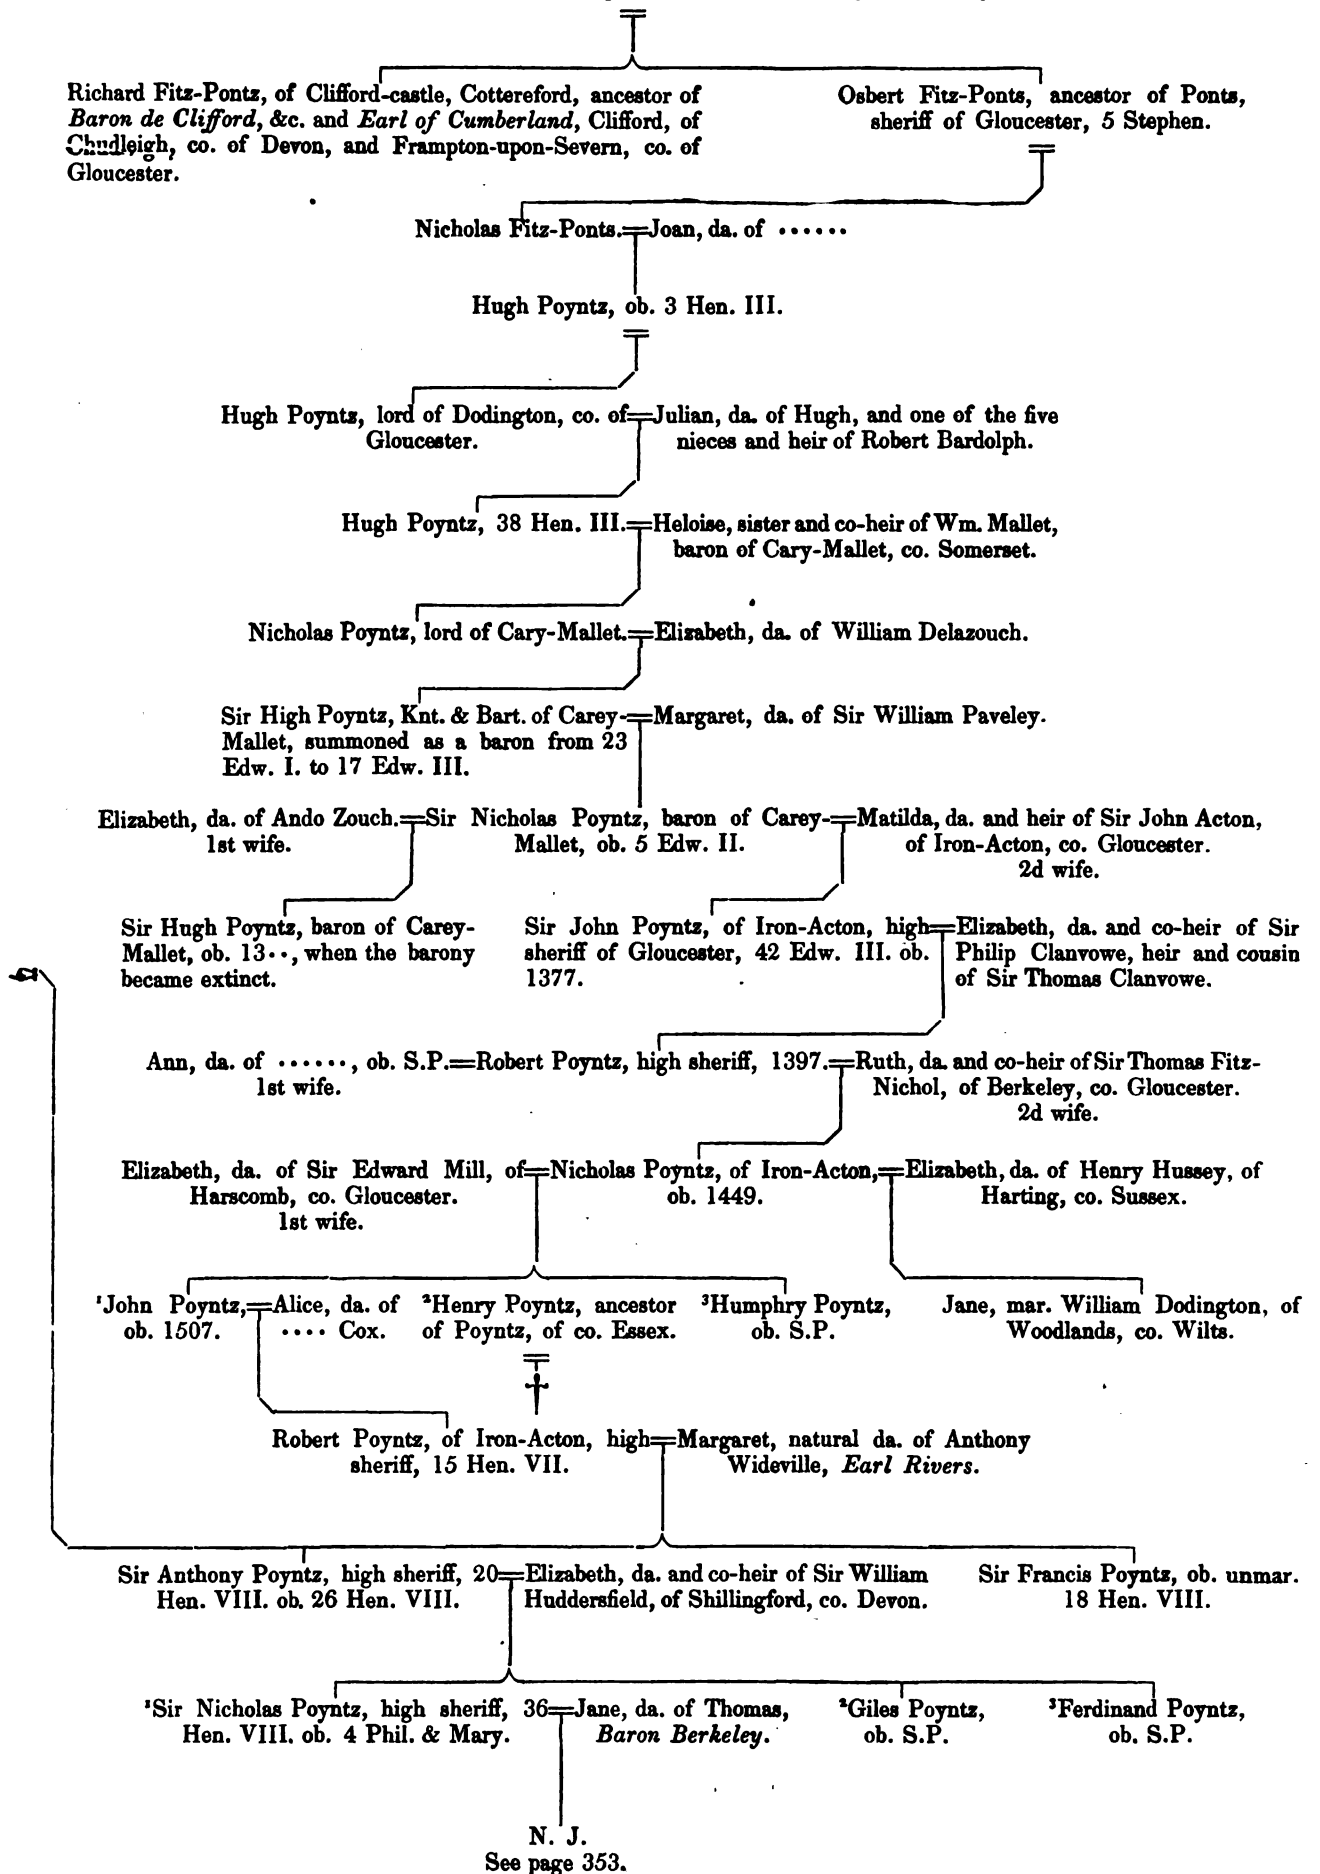 Richard Fitz-Pontz, of Clifford-castle, Cottereford, ancestor of
Baron de Clifford, &c. and Earl of Cumberland, Clifford, of
Chudleigh, co. of Devon, and Frampton-upon-Severn, co. of
Gloucester.
Osbert Fitz-Ponts, ancestor of Ponts,
sheriff of Gloucester, 5 Stephen.
Nicholas Fitz-Ponts.=Joan, da. of ······
Hugh Poyntz, ob. 3 Hen. III.
Hugh Poyntz, lord of Dodington, co. of
Gloucester.
=Julian, da. of Hugh, and one of the five
nieces and heir of Robert Bardolph.
Hugh Poyntz, 38 Hen. III.=Heloise, sister and co-heir of Wm. Mallet,
baron of Cary-Mallet, co. Somerset.
Nicholas Poyntz, lord of Cary-Mallet.=Elizabeth, da. of William Delazouch.
Sir High Poyntz, Knt. & Bart. of Carey-
Mallet, summoned as a baron from 23
Edw. I. to 17 Edw. III.
=Margaret, da. of Sir William Paveley.
Elizabeth, da. of Ando Zouch.
1st wife.
=Sir Nicholas Poyntz, baron of Carey-
Mallet, ob. 5 Edw. II.
=Matilda, da. and heir of Sir John Acton,
of Iron-Acton, co. Gloucester.
2d wife.
Sir Hugh Poyntz, baron of Carey-
Mallet, ob. 13··, when the barony
became extinct.
Sir John Poyntz, of Iron-Acton, high
sheriff of Gloucester, 42 Edw. III. ob.
1377.
=Elizabeth, da. and co-heir of Sir
Philip Clanvowe, heir and cousin
of Sir Thomas Clanvowe.
Ann, da. of ······, ob. S.P.
1st wife.
=Robert Poyntz, high sheriff, 1397.
=Ruth, da. and co-heir of Sir Thomas Fitz-
Nichol, of Berkeley, co. Gloucester.
2d wife.
Elizabeth, da. of Sir Edward Mill, of
Harscomb, co. Gloucester.
1st wife.
=Nicholas Poyntz, of Iron-Acton,
ob. 1449.
=Elizabeth, da. of Henry Hussey, of
Harting, co. Sussex.
¹John Poyntz,
ob. 1507.
=Alice, da. of
···· Cox.
²Henry Poyntz, ancestor
of Poyntz, of co. Essex.
³Humphry Poyntz,
ob. S.P.
Jane, mar. William Dodington, of
Woodlands, co. Wilts.
Robert Poyntz, of Iron-Acton, high
sheriff, 15 Hen. VII.
=Margaret, natural da. of Anthony
Wideville, Earl Rivers.
Sir Anthony Poyntz, high sheriff, 20
Hen. VIII. ob. 26 Hen. VIII.
=Elizabeth, da. and co-heir of Sir William
Huddersfield, of Shillingford, co. Devon.
Sir Francis Poyntz, ob. unmar.
18 Hen. VIII.
¹Sir Nicholas Poyntz, high sheriff, 36
Hen. VIII. ob. 4 Phil. & Mary.
=Jane, da. of Thomas,
Baron Berkeley.
²Giles Poyntz,
ob. S.P.
³Ferdinand Poyntz,
ob. S.P.
N. J.
See page 353.